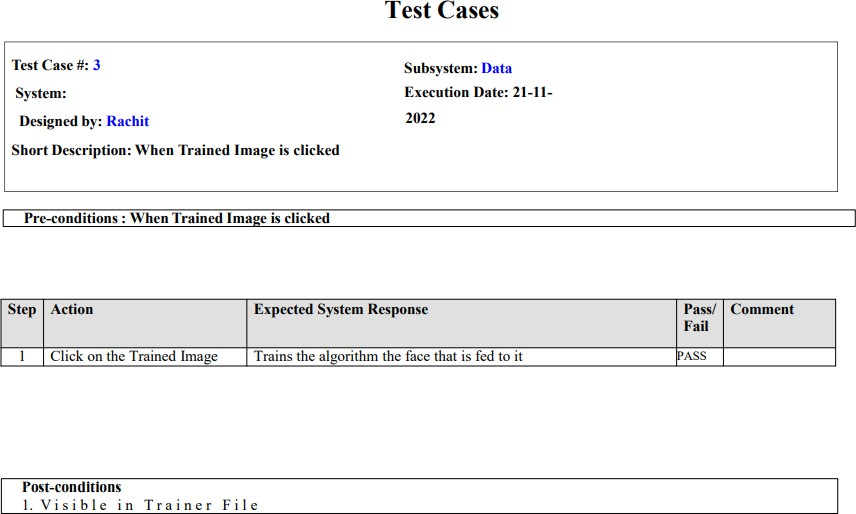 Test Cases
Test Case #: 3
Subsystem: Data
System:
Execution Date: 21-11-
2022
Designed by: Rachit
Short Description: When Trained Image is clicked
Pre-conditions : When Trained Image is clicked
Step Action Expected System Response Pass/ Comment
Fail
1 Click on the Trained Image Trains the algorithm the face that is fed to it PASS
Post-conditions
1. Visible in Trainer File